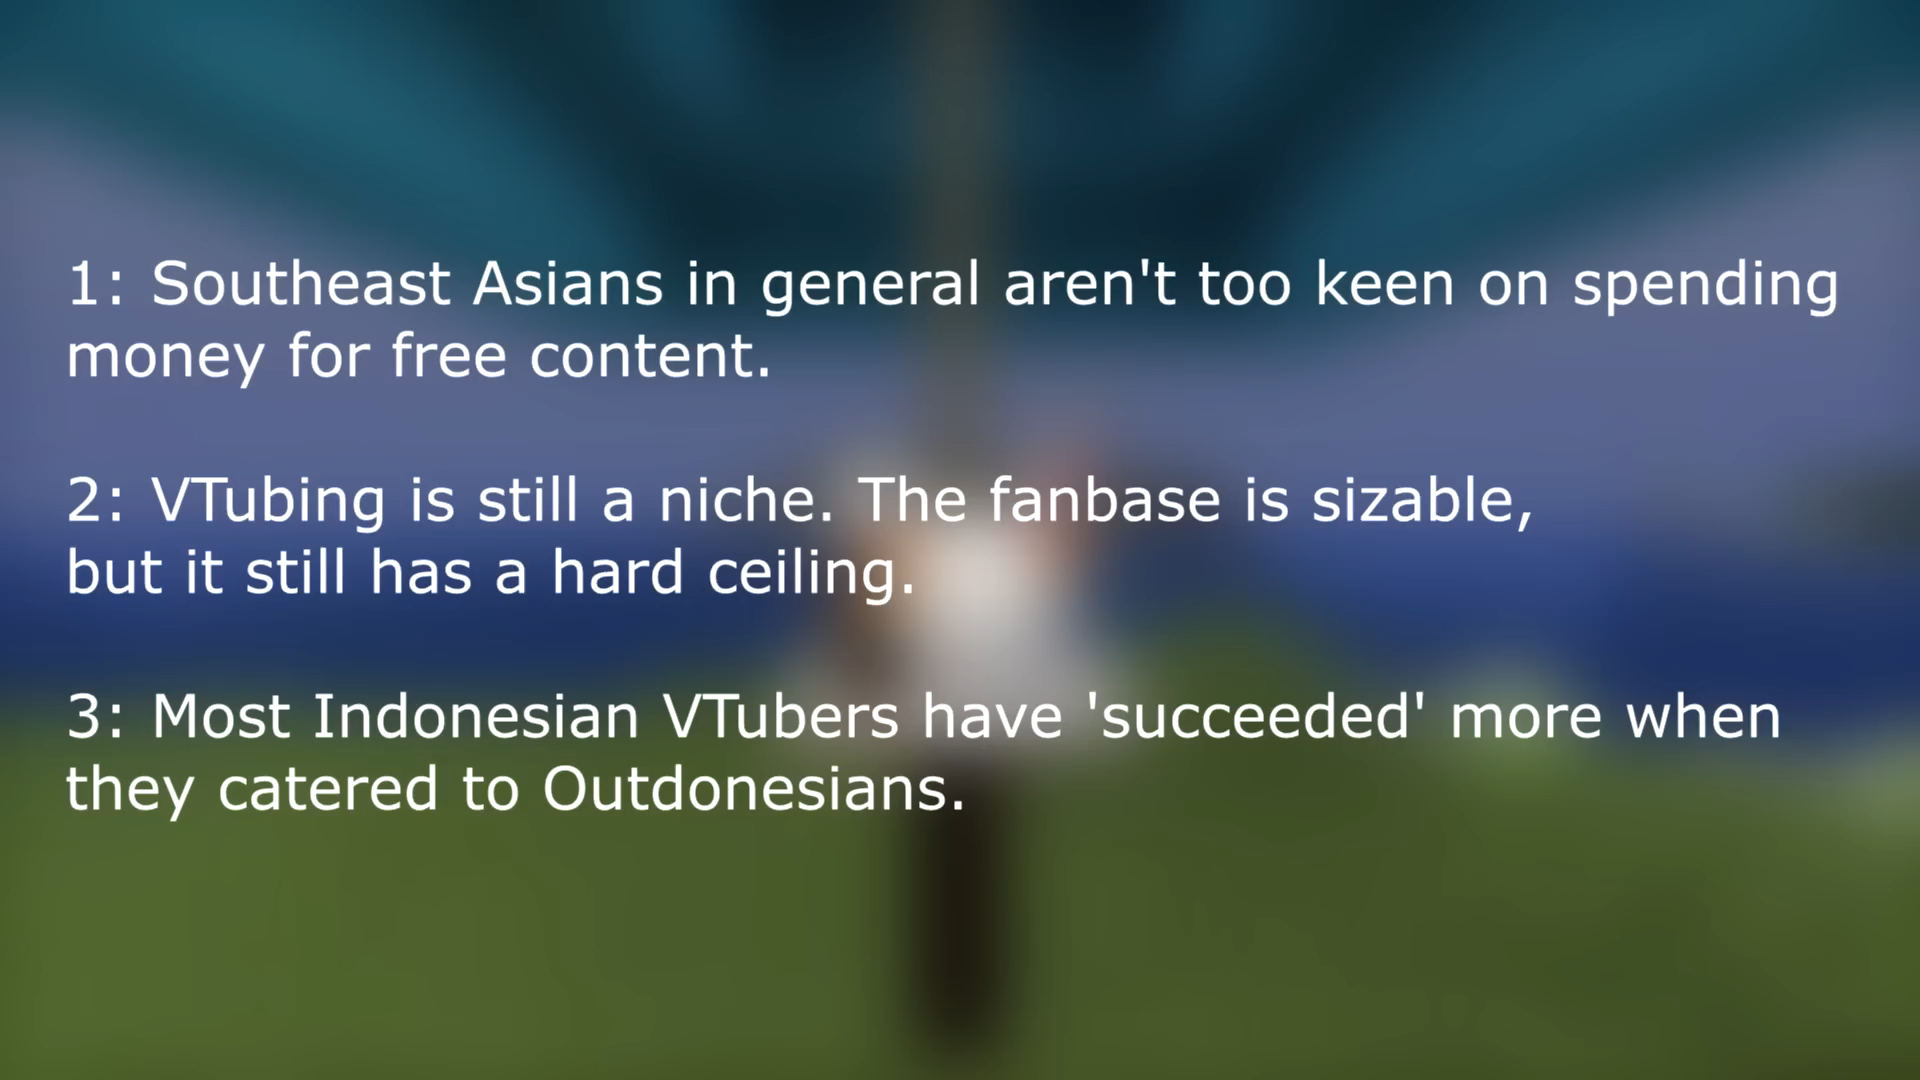 1: Southeast Asians in general aren't too keen on spending
money for free content.
2: VTubing is still a niche. The fanbase is sizable,
but it still has a hard ceiling.
3: Most Indonesian VTubers have 'succeeded' more when
they catered to Outdonesians.